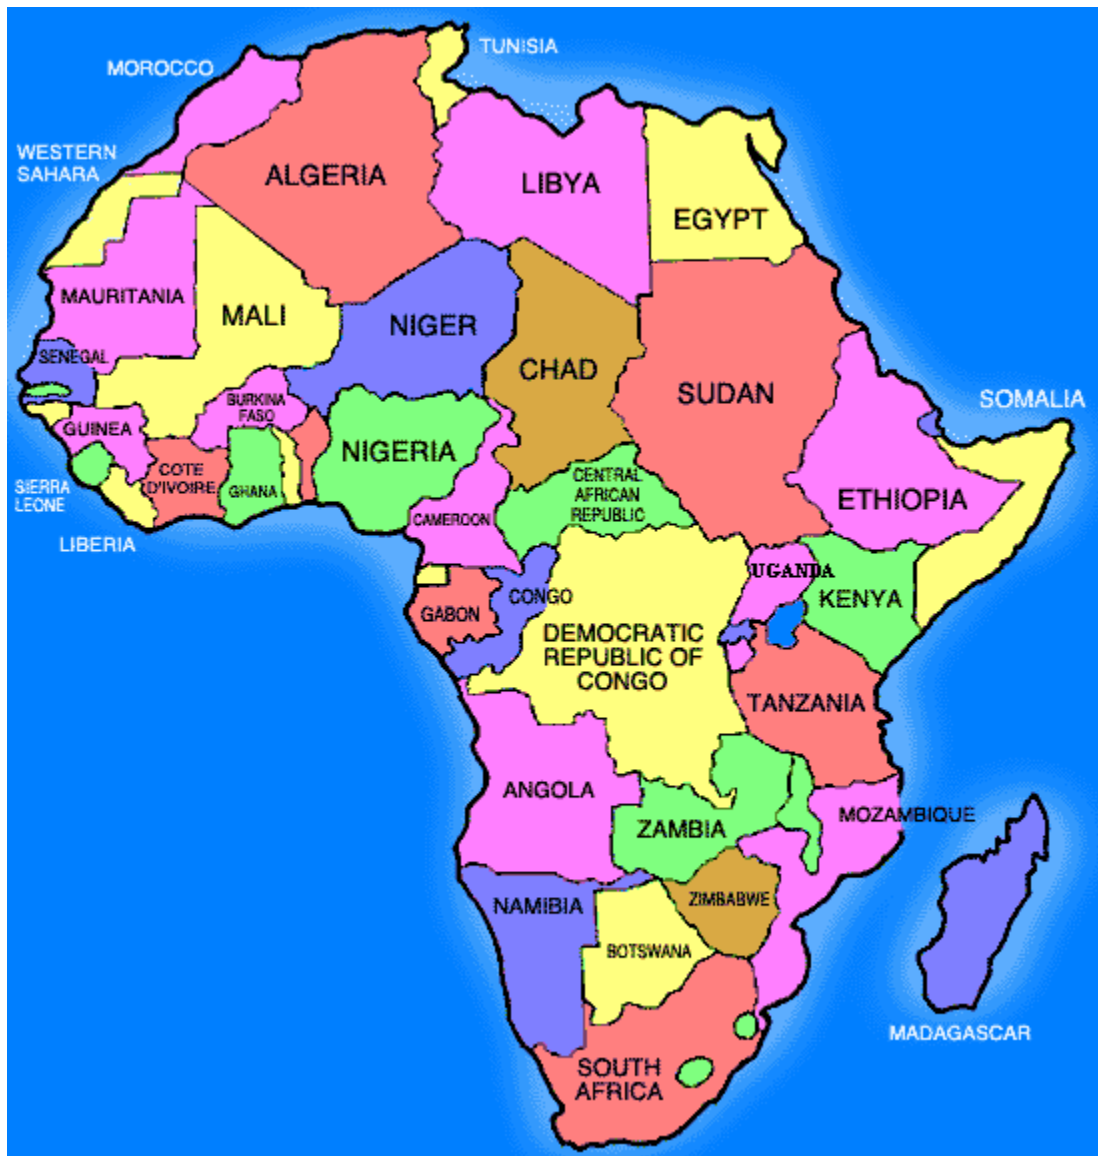 TUNISIA
MOROCCO
WESTERN
SAHARA
ALGERIA
LIBYA
EGYPT
MAURITANIA
MALI
NIGER
CHAD
SUDAN
SENEGAL
SOMALIA
BURKINA
FASO
GUINEA
NIGERIA
COTE
D'IVOIRE
GHANA
CENTRAL
AFRICAN
REPUBLIC
ETHIOPIA
SIERRA
LEONE
CAMEROON
LIBERIA
UGANDA
KENYA
CONGO
GABON
DEMOCRATIC
REPUBLIC OF
CONGO
TANZANIA
ANGOLA
ZAMBIA
MOZAMBIQUE
NAMIBIA
ZIMBABWE
BOTSWANA
MADAGASCAR
SOUTH
AFRICA